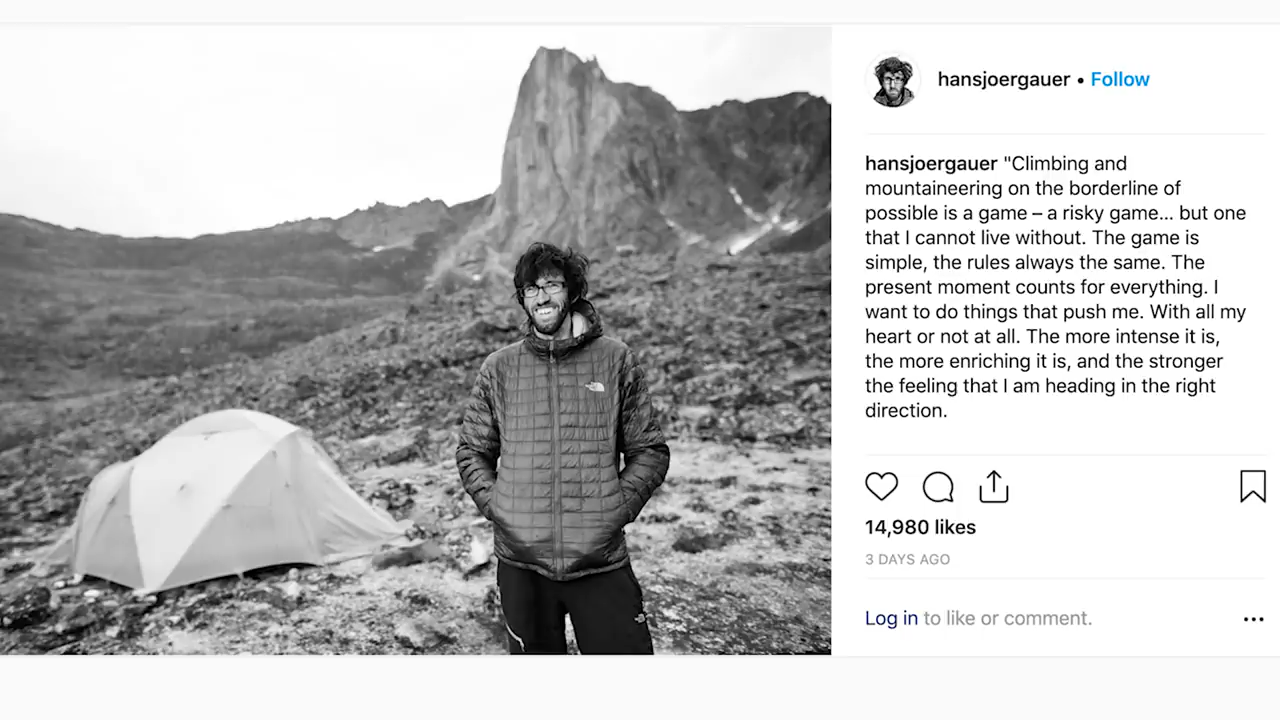 hansjoergauer • Follow
hansjoergauer "Climbing and
mountaineering on the borderline of
possible is a game – a risky game... but one
that I cannot live without. The game is
simple, the rules always the same. The
present moment counts for everything. I
want to do things that push me. With all my
heart or not at all. The more intense it is,
the more enriching it is, and the stronger
the feeling that I am heading in the right
direction.
14,980 likes
3 DAYS AGO
Log in to like or comment.